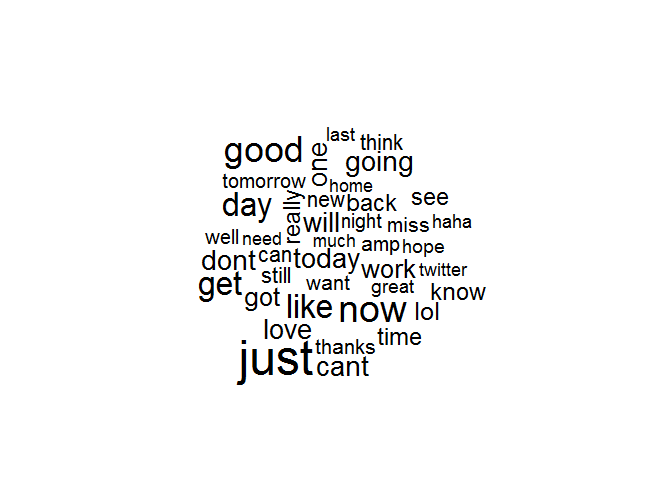 last
good
one
think
going
tomorrow
home
day
really
new
back
see
will
night
miss
haha
well
need
much
amp
hope
dont
can
today
work
twitter
still
get
got
want
great
know
like
now
lol
love
time
just
thanks
cant